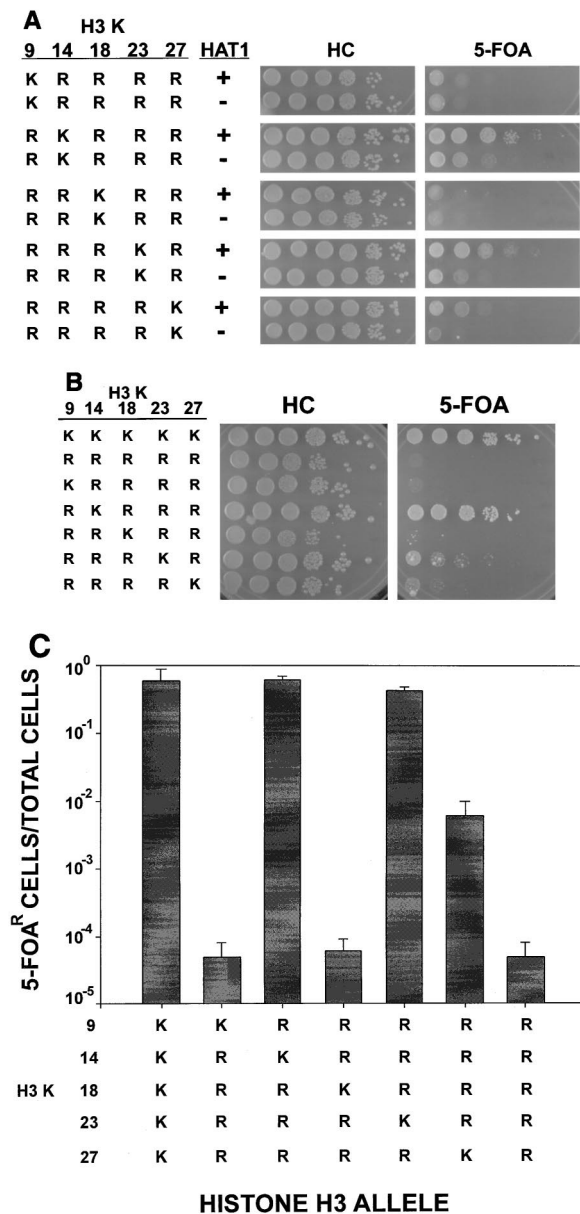 A
H3 K
9 14 18 23 27 HAT1 HC 5-FOA
K R R R R +
K R R R R -
R K R R R +
R K R R R -
R R K R R +
R R K R R -
R R R K R +
R R R K R -
R R R R K +
R R R R K -
B
H3 K
9 14 18 23 27 HC 5-FOA
K K K K K
R R R R R
K R R R R
R K R R R
R R K R R
R R R K R
R R R R K
C
5-FOA^R CELLS/TOTAL CELLS
10^0
10^-1
10^-2
10^-3
10^-4
10^-5
9 K K R R R R R
14 K R K R R R R
H3 K 18 K R R K R R R
23 K R R R K R R
27 K R R R R K R
HISTONE H3 ALLELE